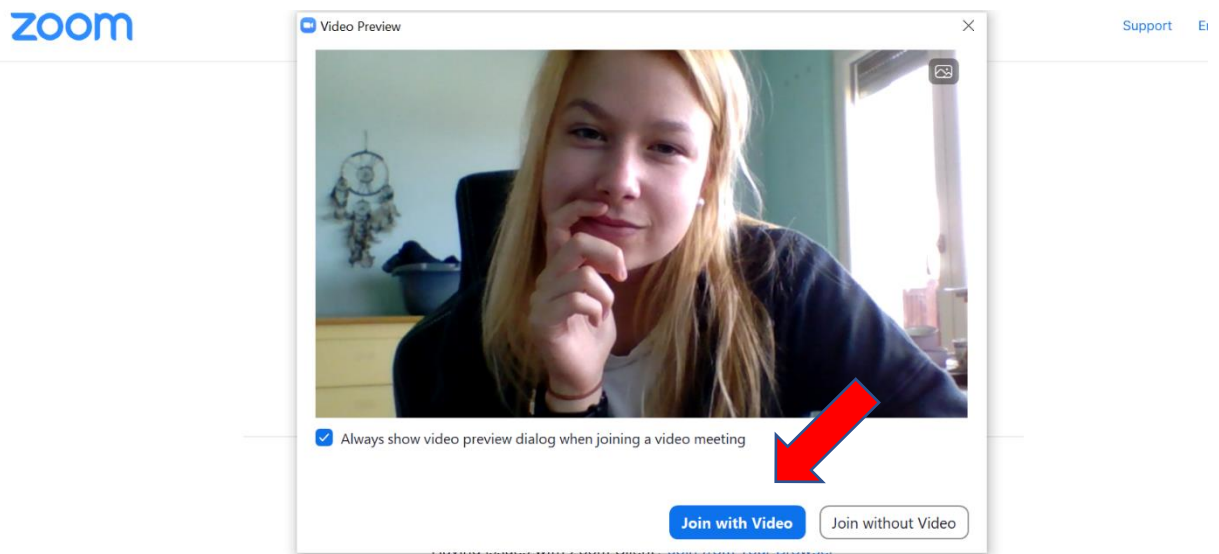 zoom
Video Preview
Support
Always show video preview dialog when joining a video meeting
Join with Video
Join without Video